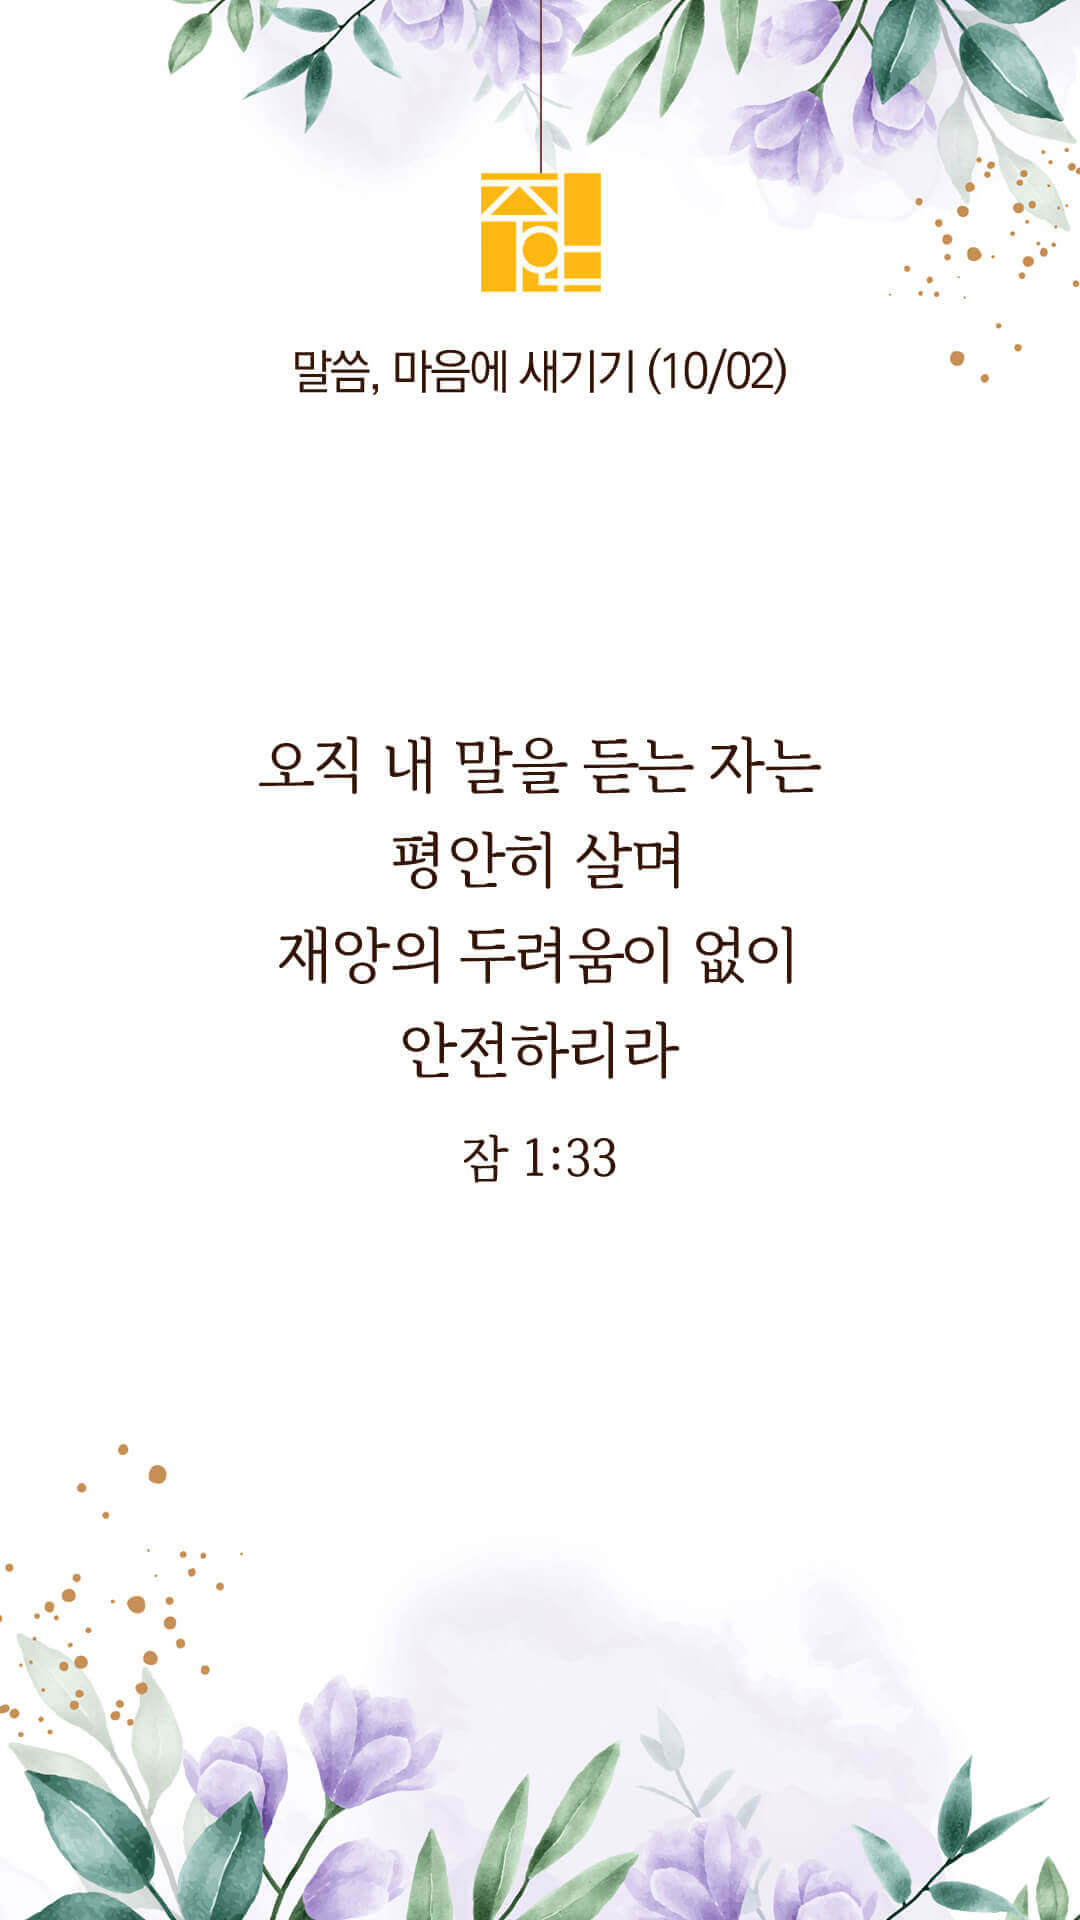 증인
말씀, 마음에 새기기 (10/02)
오직 내 말을 듣는 자는
평안히 살며
재앙의 두려움이 없이
안전하리라
잠 1:33